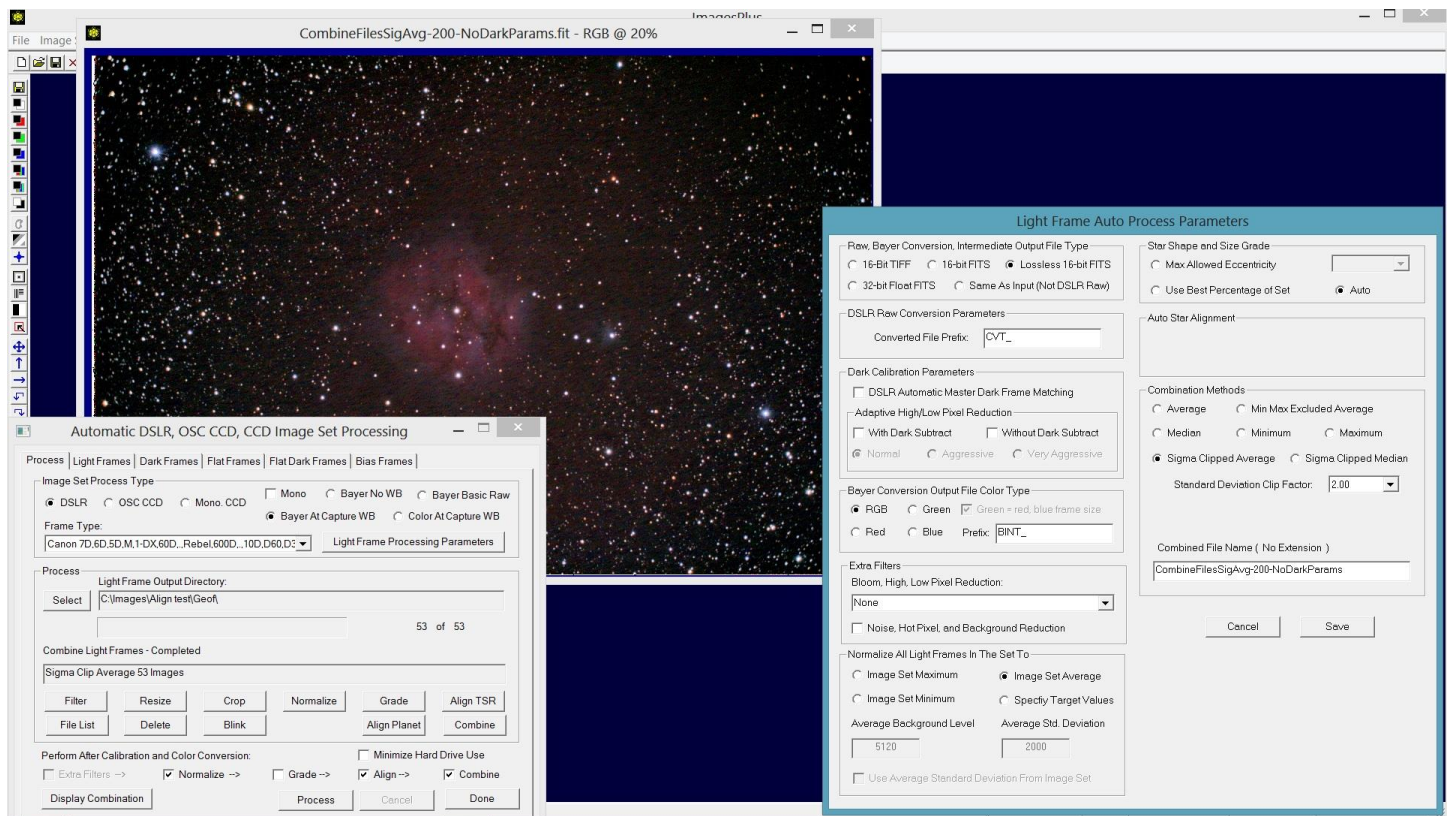 ImagesPlus
File Image S
CombineFilesSigAvg-200-NoDarkParams.fit - RGB @ 20%
Automatic DSLR, OSC CCD, CCD Image Set Processing
Process Light Frames Dark Frames Flat Frames Flat Dark Frames Bias Frames
Image Set Process Type
DSLR OSC CCD Mono. CCD Mono Bayer No WB Bayer Basic Raw
Bayer At Capture WB Color At Capture WB
Frame Type:
Canon 7D,6D,5D,M,1-DX,60D,..Rebel,600D,..10D,D60,D3 Light Frame Processing Parameters
Process
Light Frame Output Directory:
Select C:\Images\Align test\Geof\
53 of 53
Combine Light Frames - Completed
Sigma Clip Average 53 Images
Filter Resize Crop Normalize Grade Align TSR
File List Delete Blink Align Planet Combine
Perform After Calibration and Color Conversion: Minimize Hard Drive Use
Extra Filters --> Normalize --> Grade --> Align --> Combine
Display Combination Process Cancel Done
Light Frame Auto Process Parameters
Raw, Bayer Conversion, Intermediate Output File Type
16-Bit TIFF 16-bit FITS Lossless 16-bit FITS
32-bit Float FITS Same As Input (Not DSLR Raw)
DSLR Raw Conversion Parameters
Converted File Prefix: CVT_
Dark Calibration Parameters
DSLR Automatic Master Dark Frame Matching
Adaptive High/Low Pixel Reduction
With Dark Subtract Without Dark Subtract
Normal Aggressive Very Aggressive
Bayer Conversion Output File Color Type
RGB Green Green = red, blue frame size
Red Blue Prefix: BINT_
Extra Filters
Bloom, High, Low Pixel Reduction:
None
Noise, Hot Pixel, and Background Reduction
Normalize All Light Frames In The Set To
Image Set Maximum Image Set Average
Image Set Minimum Specfiy Target Values
Average Background Level Average Std. Deviation
5120 2000
Use Average Standard Deviation From Image Set
Star Shape and Size Grade
Max Allowed Eccentricity
Use Best Percentage of Set Auto
Auto Star Alignment
Combination Methods
Average Min Max Excluded Average
Median Minimum Maximum
Sigma Clipped Average Sigma Clipped Median
Standard Deviation Clip Factor: 2.00
Combined File Name ( No Extension )
CombineFilesSigAvg-200-NoDarkParams
Cancel Save